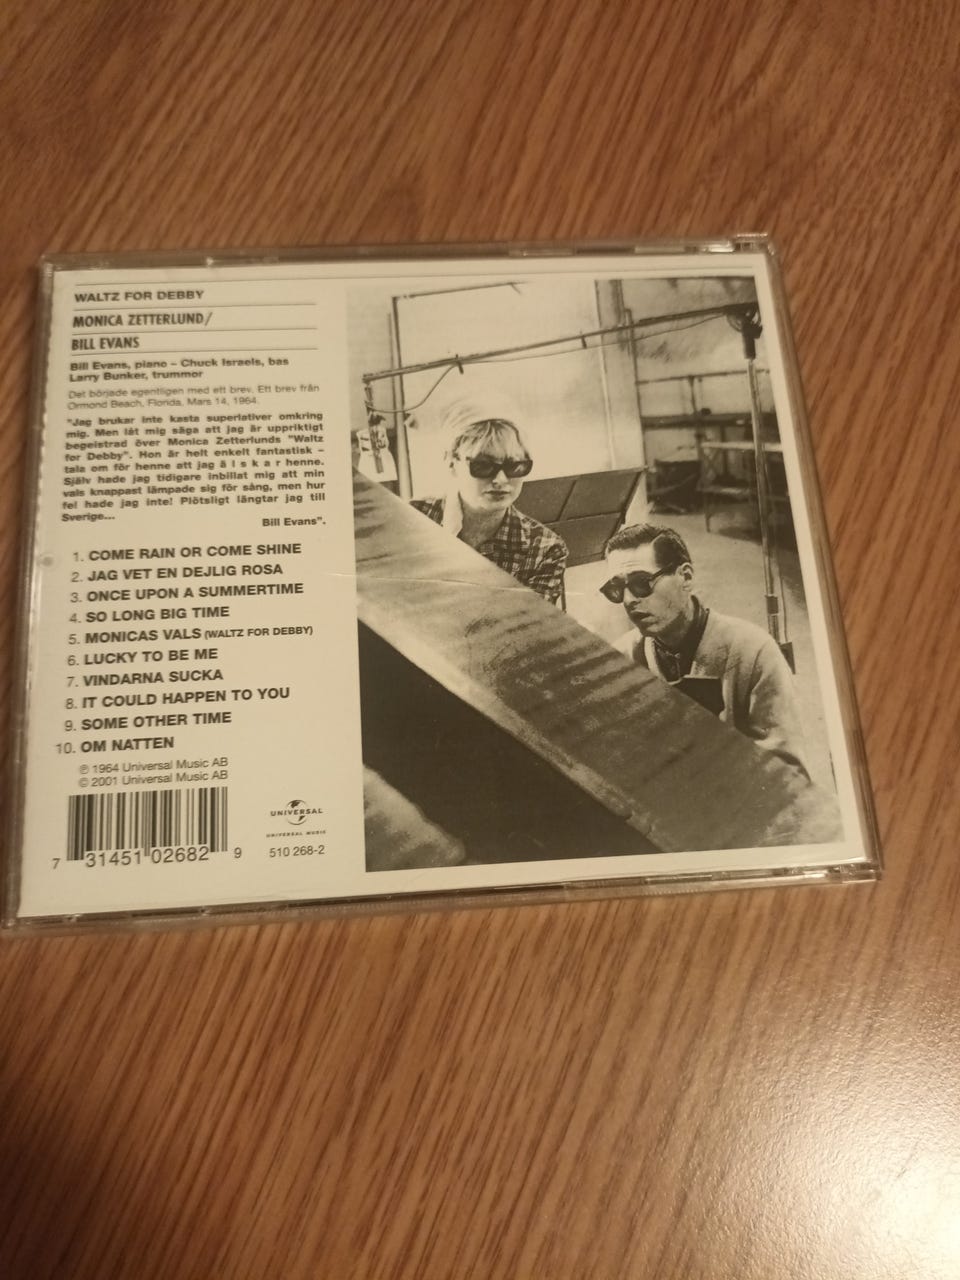 WALTZ FOR DEBBY
MONICA ZETTERLUND/
BILL EVANS
Bill Evans, piano – Chuck Israels, bas
Larry Bunker, trummor
Det började egentligen med ett brev. Ett brev från
Ormond Beach, Florida, Mars 14, 1964.
"Jag brukar inte kasta superlativer omkring
mig. Men låt mig säga att jag är uppriktigt
begeistrad över Monica Zetterlunds "Waltz
for Debby". Hon är helt enkelt fantastisk –
tala om för henne att jag ä l s k a r henne.
Själv hade jag tidigare inbillat mig att min
vals knappast lämpade sig för sång, men hur
fel hade jag inte! Plötsligt längtar jag till
Sverige...
Bill Evans".
1. COME RAIN OR COME SHINE
2. JAG VET EN DEJLIG ROSA
3. ONCE UPON A SUMMERTIME
4. SO LONG BIG TIME
5. MONICAS VALS (WALTZ FOR DEBBY)
6. LUCKY TO BE ME
7. VINDARNA SUCKA
8. IT COULD HAPPEN TO YOU
9. SOME OTHER TIME
10. OM NATTEN
℗ 1964 Universal Music AB
© 2001 Universal Music AB
7 31451 02682 9
UNIVERSAL
UNIVERSAL MUSIC
510 268-2